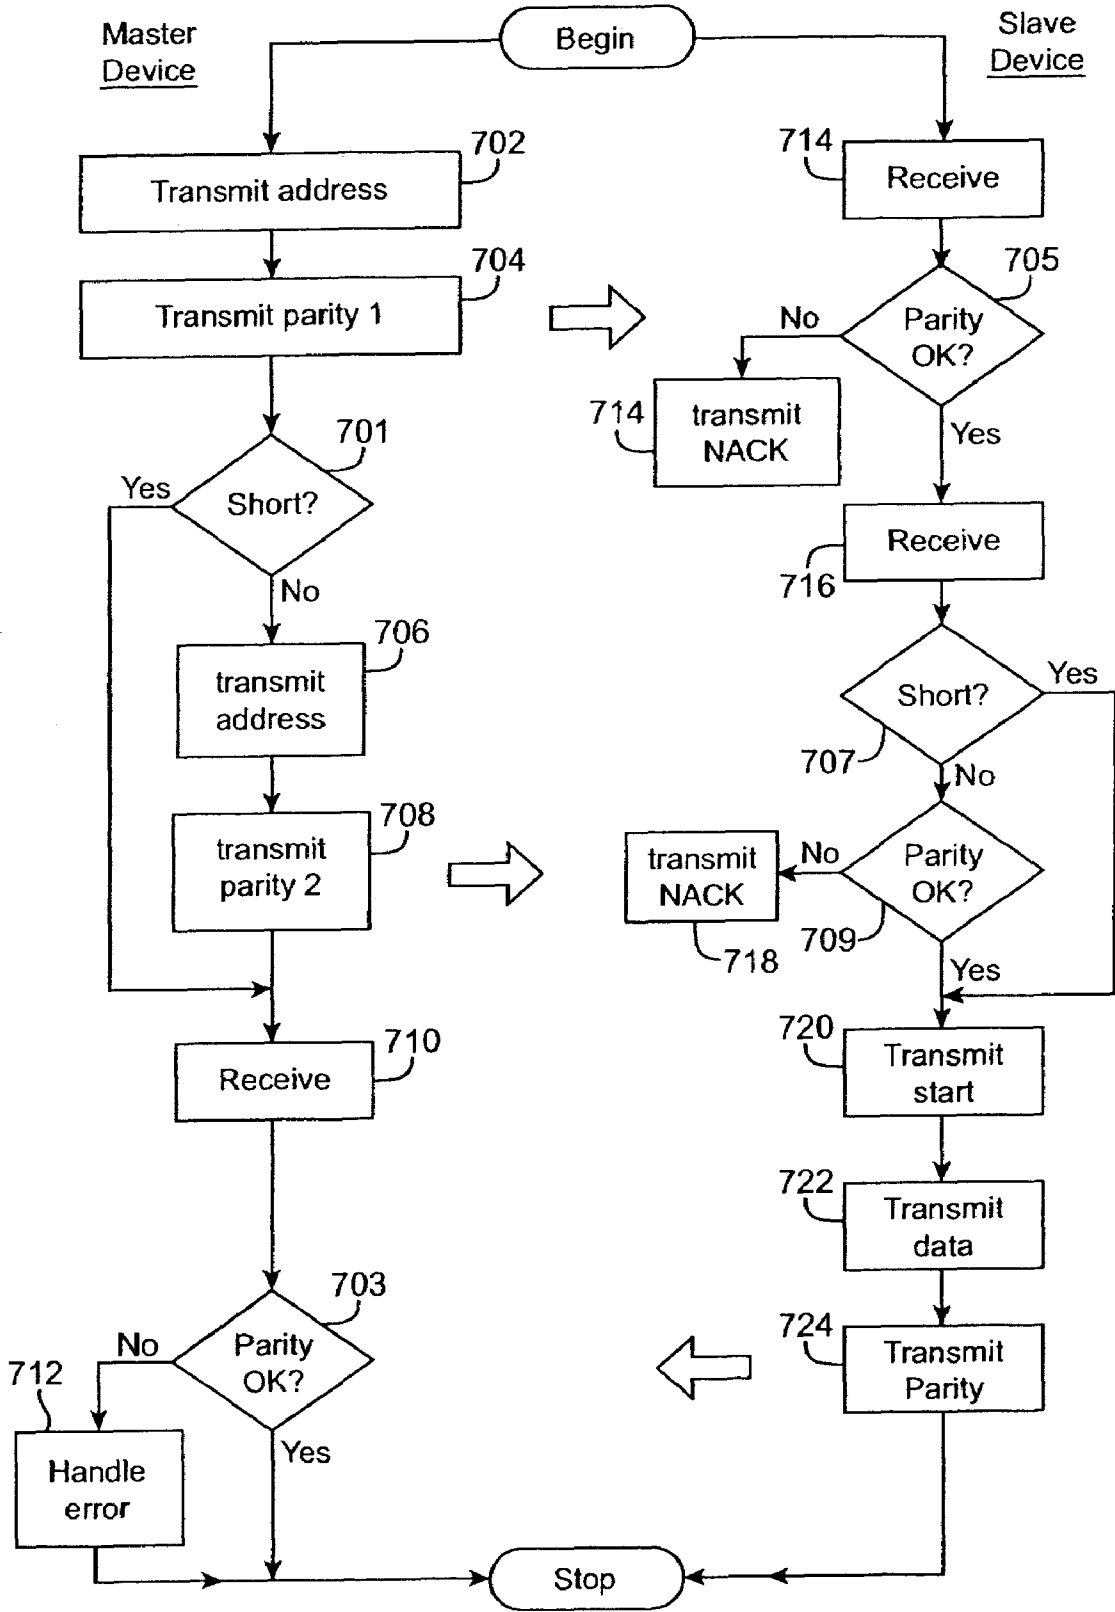 Master
Device
Begin
Slave
Device
702
Transmit address
714
Receive
704
Transmit parity 1
705
Parity
OK?
No
714
transmit
NACK
Yes
701
Short?
Yes
No
Receive
716
706
transmit
address
Short?
Yes
707
No
708
transmit
parity 2
transmit
NACK
No
Parity
OK?
709
718
Yes
710
Receive
720
Transmit
start
722
Transmit
data
703
Parity
OK?
No
712
Yes
724
Transmit
Parity
Handle
error
Stop